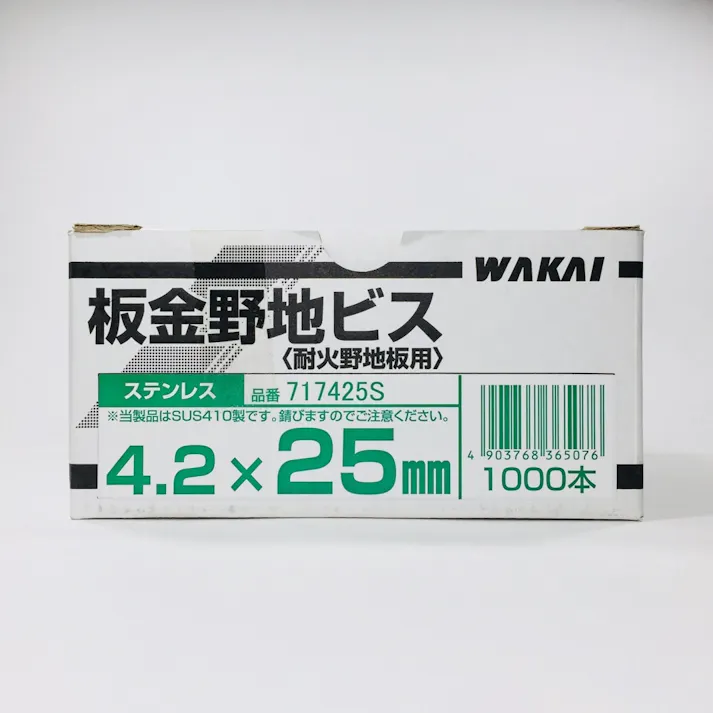 WAKAI
板金野地ビス
〈耐火野地板用〉
ステンレス 品番 717425S
※当製品はSUS410製です。錆びますのでご注意ください。
4.2×25mm
4 903768 365076
1000本